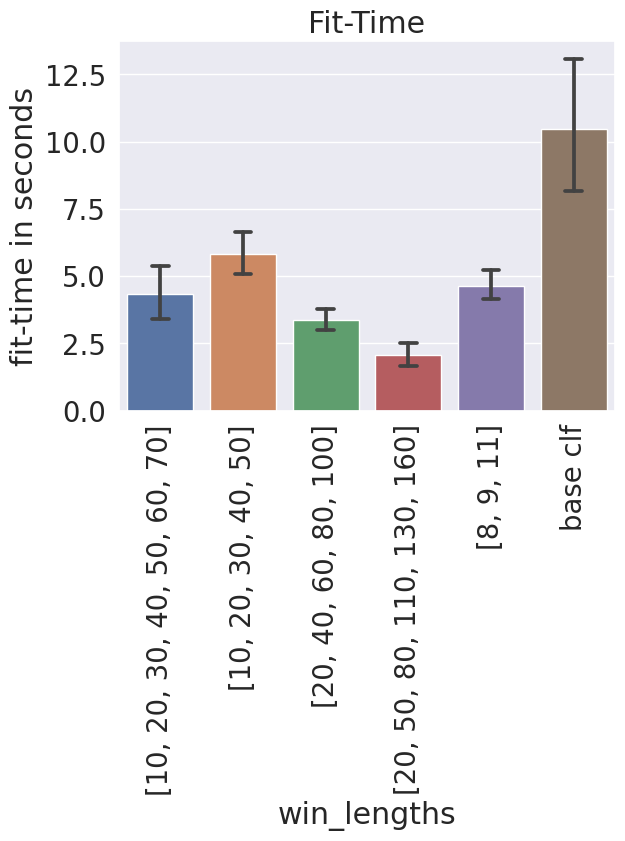 Fit-Time
fit-time in seconds
12.5
10.0
7.5
5.0
2.5
0.0
[10, 20, 30, 40, 50, 60, 70]
[10, 20, 30, 40, 50]
[20, 40, 60, 80, 100]
[20, 50, 80, 110, 130, 160]
[8, 9, 11]
base clf
win_lengths